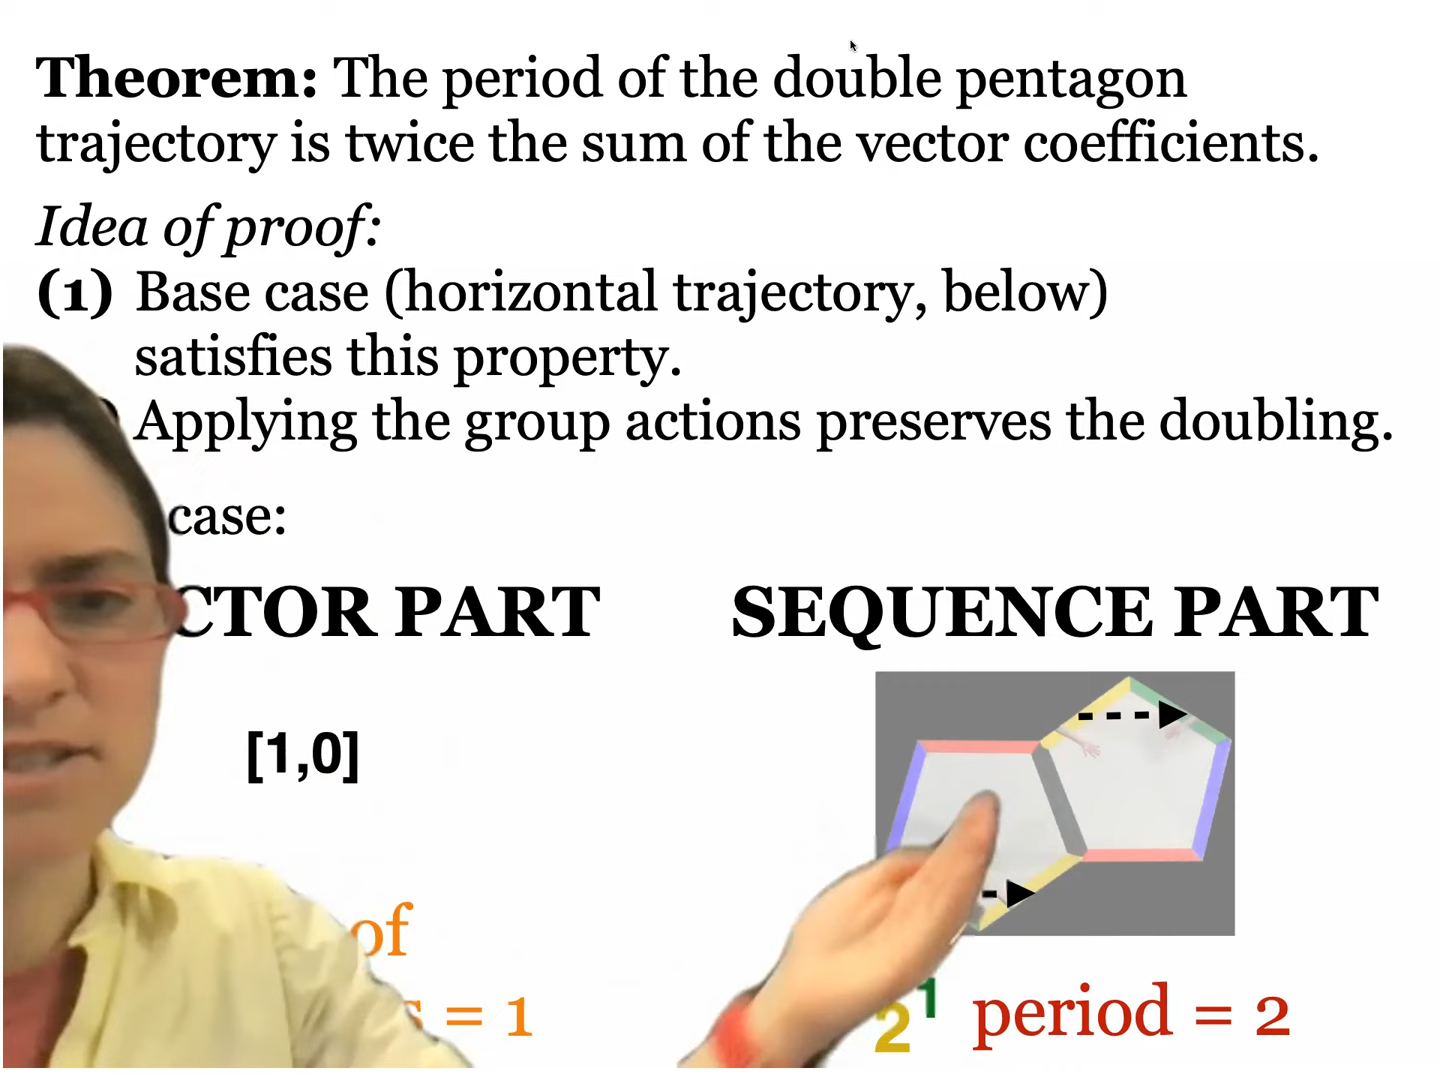 Theorem: The period of the double pentagon
trajectory is twice the sum of the vector coefficients.
Idea of proof:
(1) Base case (horizontal trajectory, below)
satisfies this property.
Applying the group actions preserves the doubling.
case:
CTOR PART
SEQUENCE PART
[1,0]
of
s = 1
2 1 period = 2